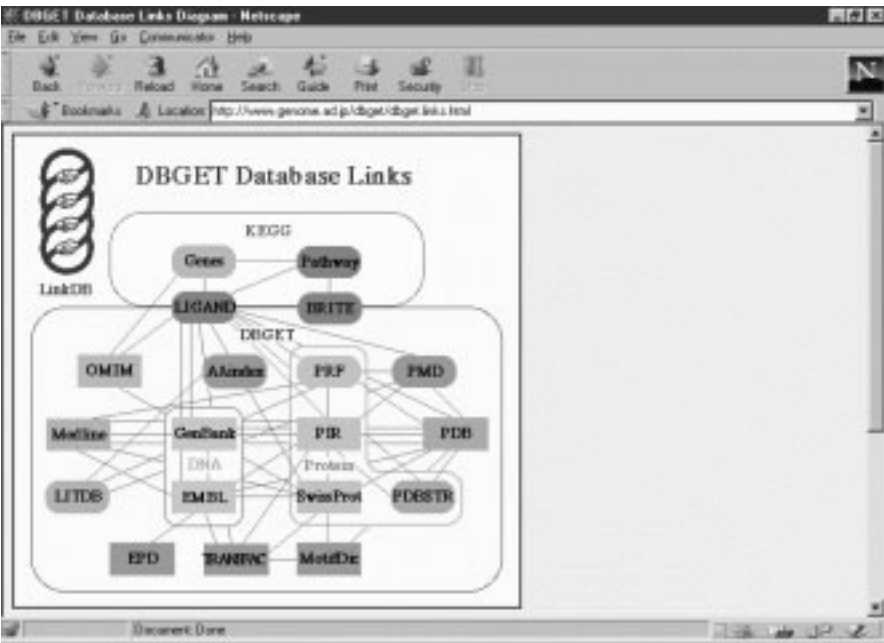 DBGET Database Links Diagram - Netscape
File Edit View Go Communicator Help
Back Forward Reload Home Search Guide Print Security Stop
Bookmarks Location: http://www.genome.ad.jp/dbget/dbget.links.html
N
DBGET Database Links
KEGG
Genes Pathway
LinkDB
LIGAND BRITE
DBGET
OMIM AAindex PRF PMD
Medline GenBank PIR PDB
DNA Protein
LITDB EMBL SwissProt PDBSTR
EPD TRANSFAC MotifDic
Document: Done